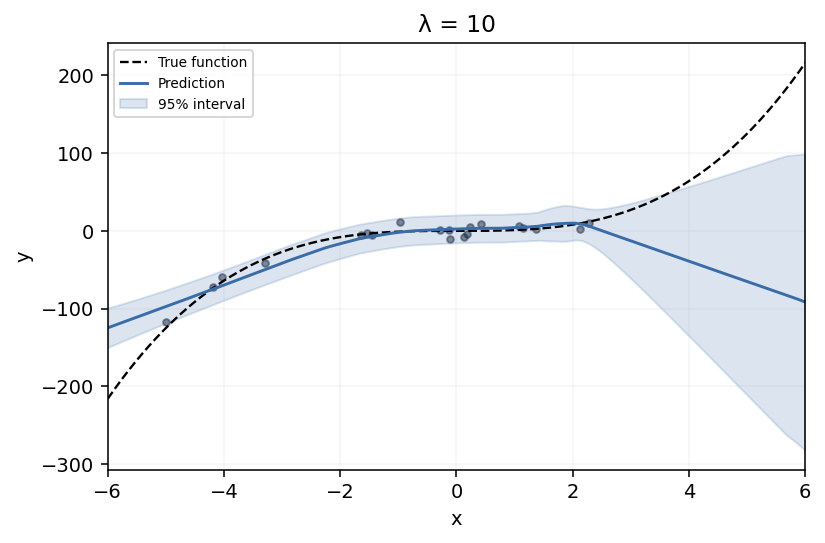 λ = 10
True function
Prediction
95% interval
y
200
100
0
−100
−200
−300
−6
−4
−2
0
2
4
6
x